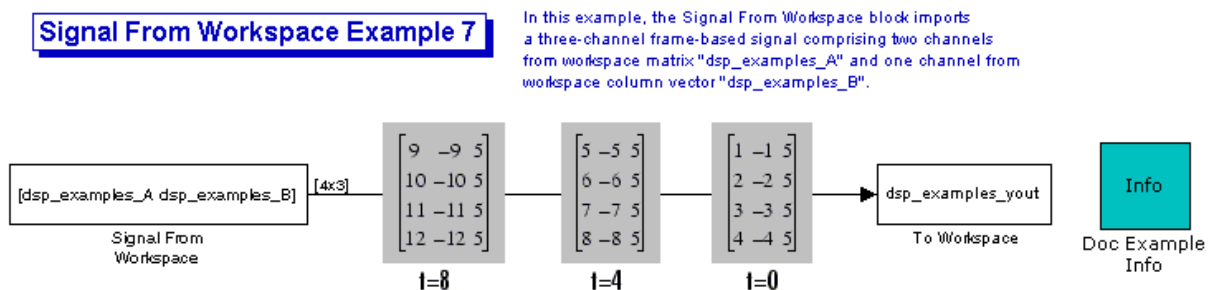 Signal From Workspace Example 7
In this example, the Signal From Workspace block imports
a three-channel frame-based signal comprising two channels
from workspace matrix "dsp_examples_A" and one channel from
workspace column vector "dsp_examples_B".
[dsp_examples_A dsp_examples_B]
Signal From
Workspace
[4x3]
9 –9 5
10 –10 5
11 –11 5
12 –12 5
t=8
5 –5 5
6 –6 5
7 –7 5
8 –8 5
t=4
1 –1 5
2 –2 5
3 –3 5
4 –4 5
t=0
dsp_examples_yout
To Workspace
Info
Doc Example
Info